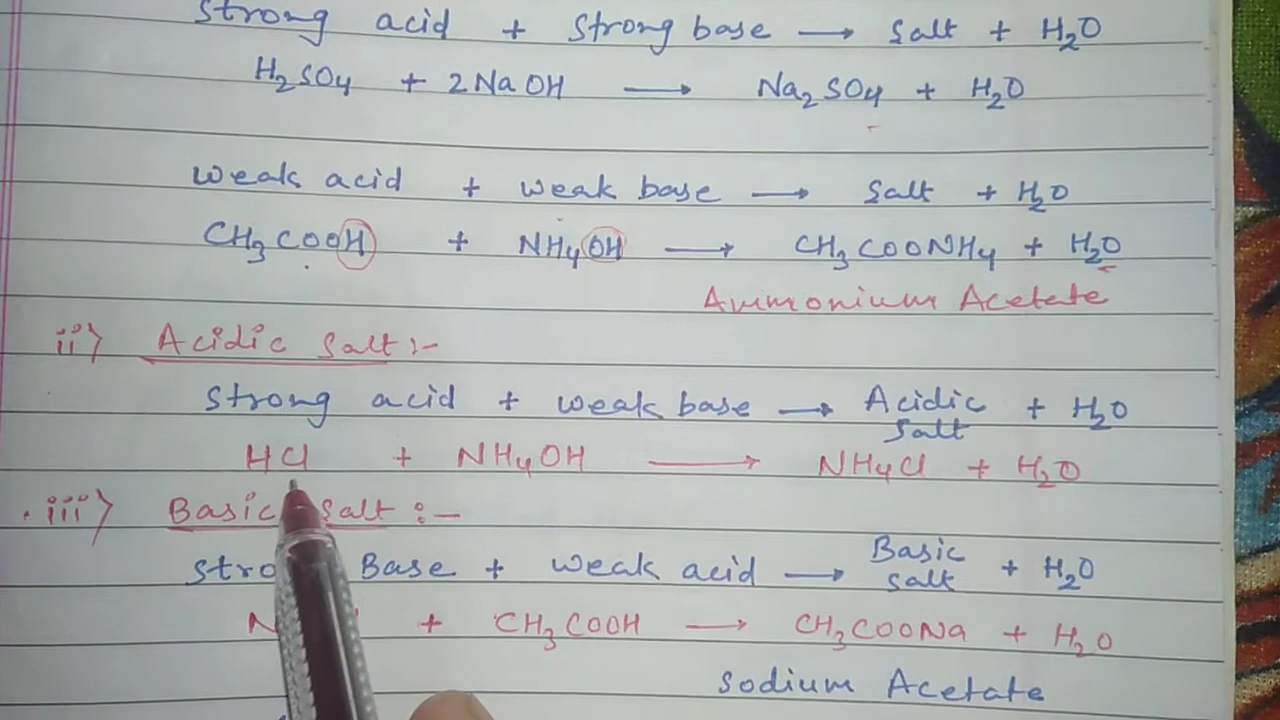 Strong acid + Strong base → Salt + H₂O
H₂SO₄ + 2NaOH → Na₂SO₄ + H₂O
weak acid + weak base → Salt + H₂O
CH₃COOH + NH₄OH → CH₃COONH₄ + H₂O
Ammonium Acetate
ii) Acidic Salt :-
Strong acid + weak base → Acidic Salt + H₂O
HCl + NH₄OH → NH₄Cl + H₂O
iii) Basic Salt :-
Base + weak acid → Basic salt + H₂O
+ CH₃COOH → CH₃COONa + H₂O
Sodium Acetate